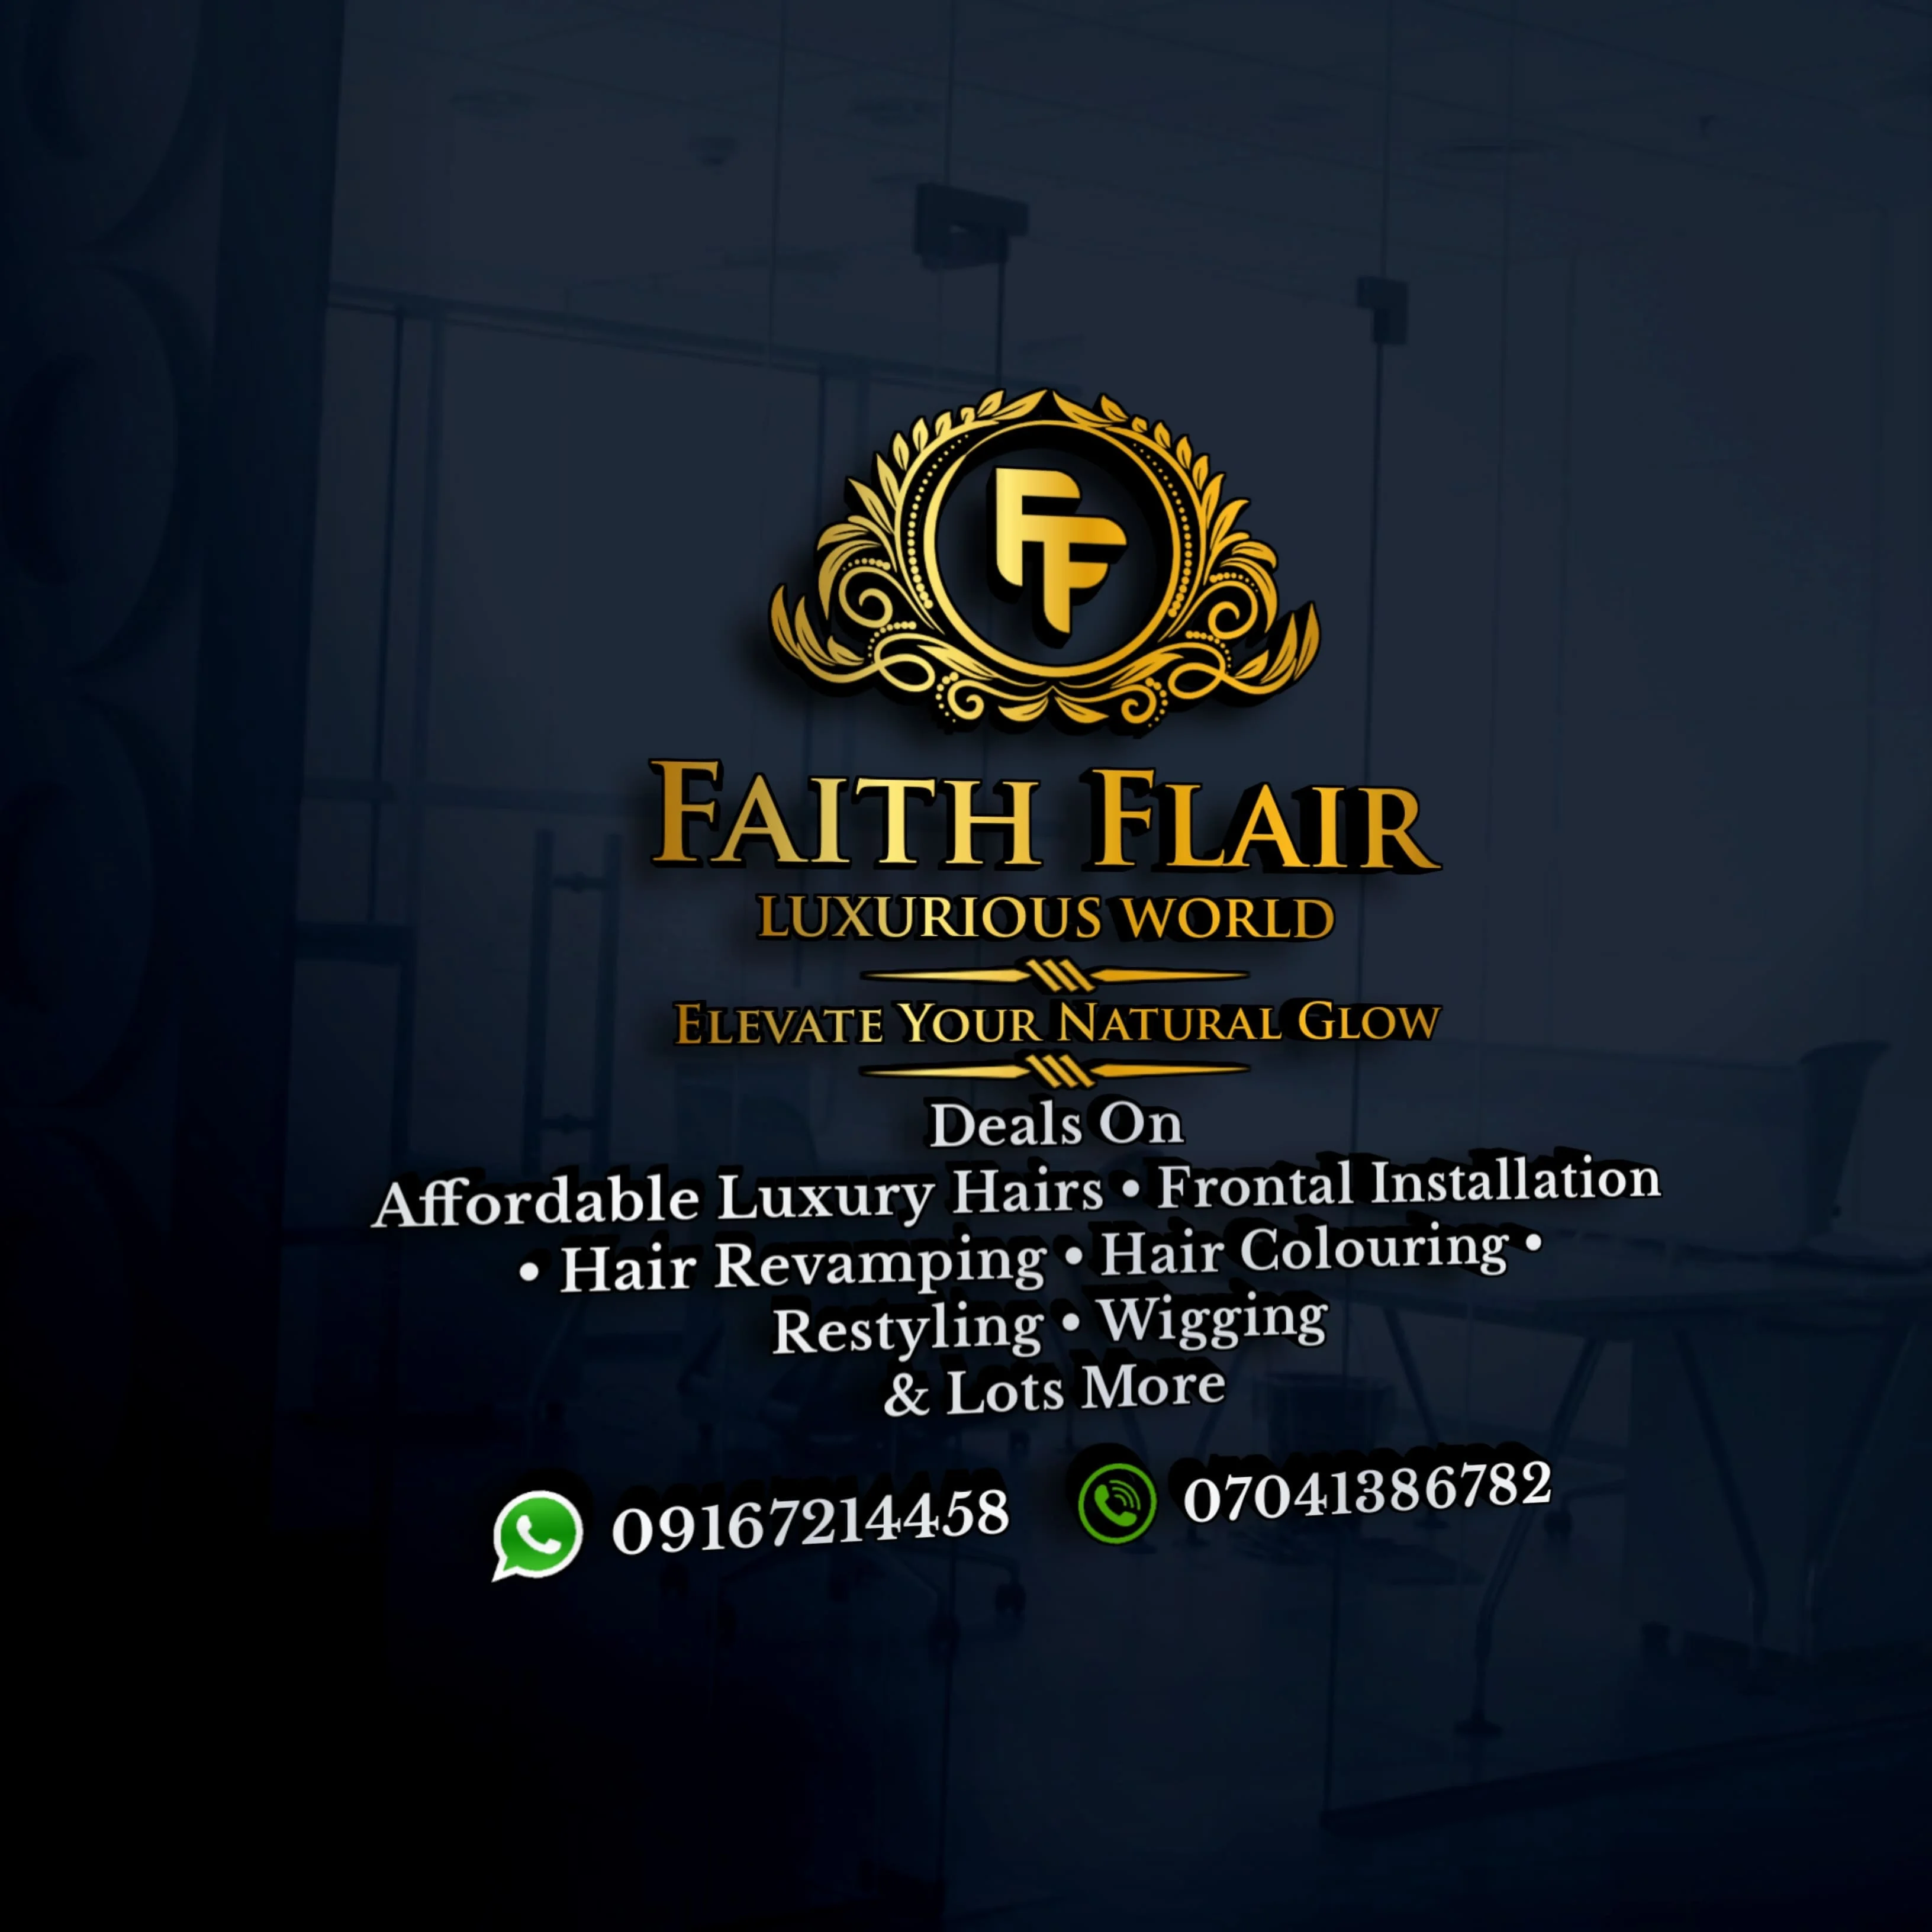 FF
FAITH FLAIR
LUXURIOUS WORLD
ELEVATE YOUR NATURAL GLOW
Deals On
Affordable Luxury Hairs • Frontal Installation
• Hair Revamping • Hair Colouring •
Restyling • Wigging
& Lots More
09167214458 07041386782